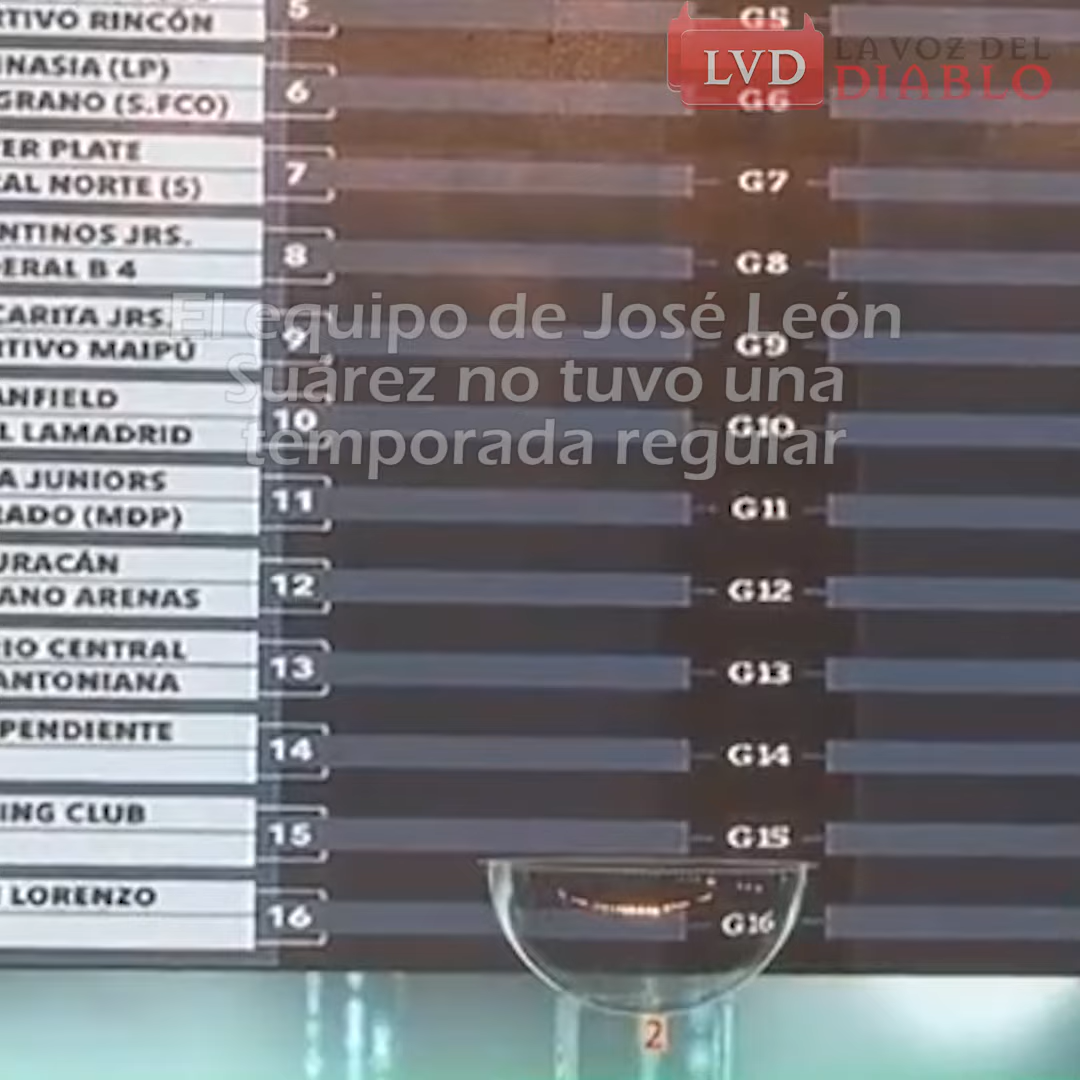 5
G5
RTIVO RINCÓN
LVD
LA VOZ DEL
DIABLO
NASIA (LP)
6
G6
GRANO (S.FCO)
ER PLATE
7
G7
AL NORTE (S)
NTINOS JRS.
8
G8
ERAL B 4
CARITA JRS.
El equipo de José León
9
G9
RTIVO MAIPÚ
Suárez no tuvo una
ANFIELD
10
G10
L LAMADRID
temporada regular
A JUNIORS
11
G11
RADO (MDP)
URACÁN
12
G12
ANO ARENAS
IO CENTRAL
13
G13
ANTONIANA
PENDIENTE
14
G14
ING CLUB
15
G15
LORENZO
16
G16
2